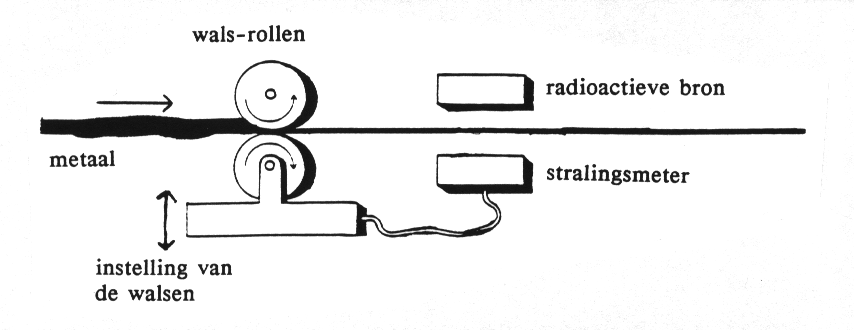 wals-rollen
radioactieve bron
metaal
stralingsmeter
instelling van
de walsen